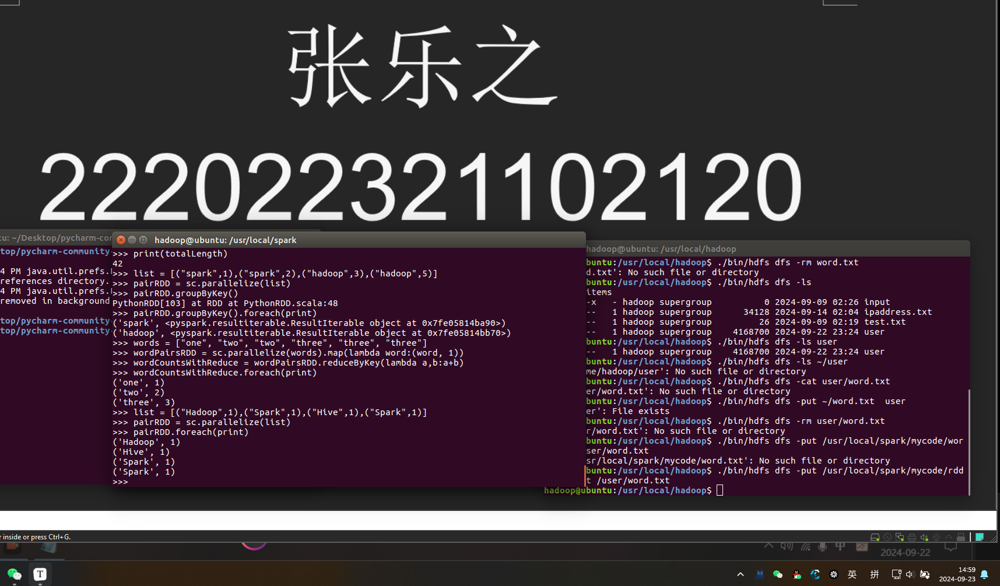 张乐之
222022321102120
tu: ~/Desktop/pycharm-com
top/pycharm-community
4 PM java.util.prefs.
references directory.
4 PM java.util.prefs.
removed in background
top/pycharm-community
top/pycharm-community
hadoop@ubuntu: /usr/local/spark
>>> print(totalLength)
42
>>> list = [("spark",1),("spark",2),("hadoop",3),("hadoop",5)]
>>> pairRDD = sc.parallelize(list)
>>> pairRDD.groupByKey()
PythonRDD[103] at RDD at PythonRDD.scala:48
>>> pairRDD.groupByKey().foreach(print)
('spark', <pyspark.resultiterable.ResultIterable object at 0x7fe05814ba90>)
('hadoop', <pyspark.resultiterable.ResultIterable object at 0x7fe05814bb70>)
>>> words = ["one", "two", "two", "three", "three", "three"]
>>> wordPairsRDD = sc.parallelize(words).map(lambda word:(word, 1))
>>> wordCountsWithReduce = wordPairsRDD.reduceByKey(lambda a,b:a+b)
>>> wordCountsWithReduce.foreach(print)
('one', 1)
('two', 2)
('three', 3)
>>> list = [("Hadoop",1),("Spark",1),("Hive",1),("Spark",1)]
>>> pairRDD = sc.parallelize(list)
>>> pairRDD.foreach(print)
('Hadoop', 1)
('Hive', 1)
('Spark', 1)
('Spark', 1)
>>>
hadoop@ubuntu: /usr/local/hadoop
buntu:/usr/local/hadoop$ ./bin/hdfs dfs -rm word.txt
d.txt': No such file or directory
buntu:/usr/local/hadoop$ ./bin/hdfs dfs -ls
items
-x   - hadoop supergroup          0 2024-09-09 02:26 input
--   1 hadoop supergroup      34128 2024-09-14 02:04 ipaddress.txt
--   1 hadoop supergroup         26 2024-09-09 02:19 test.txt
--   1 hadoop supergroup    4168700 2024-09-22 23:24 user
buntu:/usr/local/hadoop$ ./bin/hdfs dfs -ls user
--   1 hadoop supergroup    4168700 2024-09-22 23:24 user
buntu:/usr/local/hadoop$ ./bin/hdfs dfs -ls ~/user
me/hadoop/user': No such file or directory
buntu:/usr/local/hadoop$ ./bin/hdfs dfs -cat user/word.txt
er/word.txt': No such file or directory
buntu:/usr/local/hadoop$ ./bin/hdfs dfs -put ~/word.txt  user
er': File exists
buntu:/usr/local/hadoop$ ./bin/hdfs dfs -rm user/word.txt
r/word.txt': No such file or directory
buntu:/usr/local/hadoop$ ./bin/hdfs dfs -put /usr/local/spark/mycode/wor
ser/word.txt
sr/local/spark/mycode/word.txt': No such file or directory
buntu:/usr/local/hadoop$ ./bin/hdfs dfs -put /usr/local/spark/mycode/rdd
t /user/word.txt
hadoop@ubuntu:/usr/local/hadoop$
r inside or press Ctrl+G.
中
2024-09-22
T
英 拼
14:59
2024-09-23